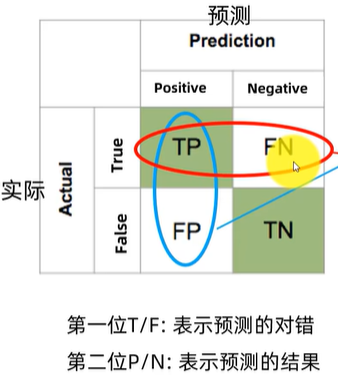 预测
Prediction
Positive Negative
实际
Actual
True
TP FN
False
FP TN
第一位T/F: 表示预测的对错
第二位P/N: 表示预测的结果